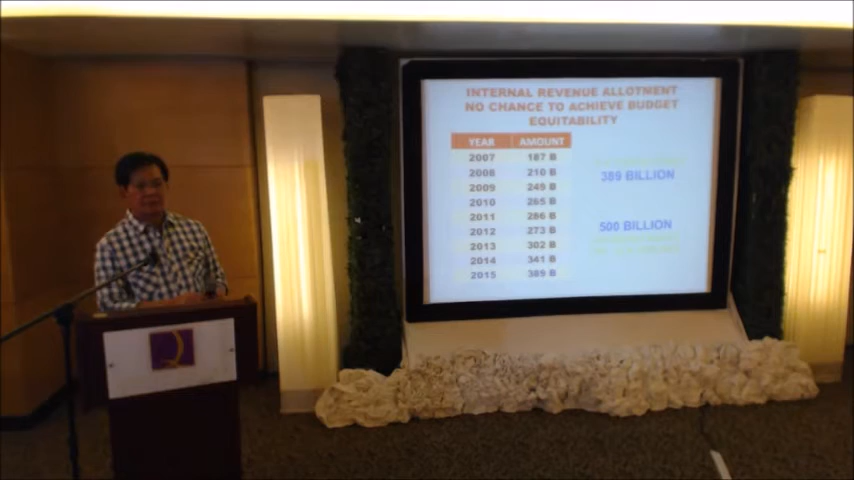 INTERNAL REVENUE ALLOTMENT
NO CHANCE TO ACHIEVE BUDGET
EQUITABILITY
YEAR AMOUNT
2007 187 B
2008 210 B
2009 249 B
2010 265 B
2011 286 B
2012 273 B
2013 302 B
2014 341 B
2015 389 B
389 BILLION
500 BILLION